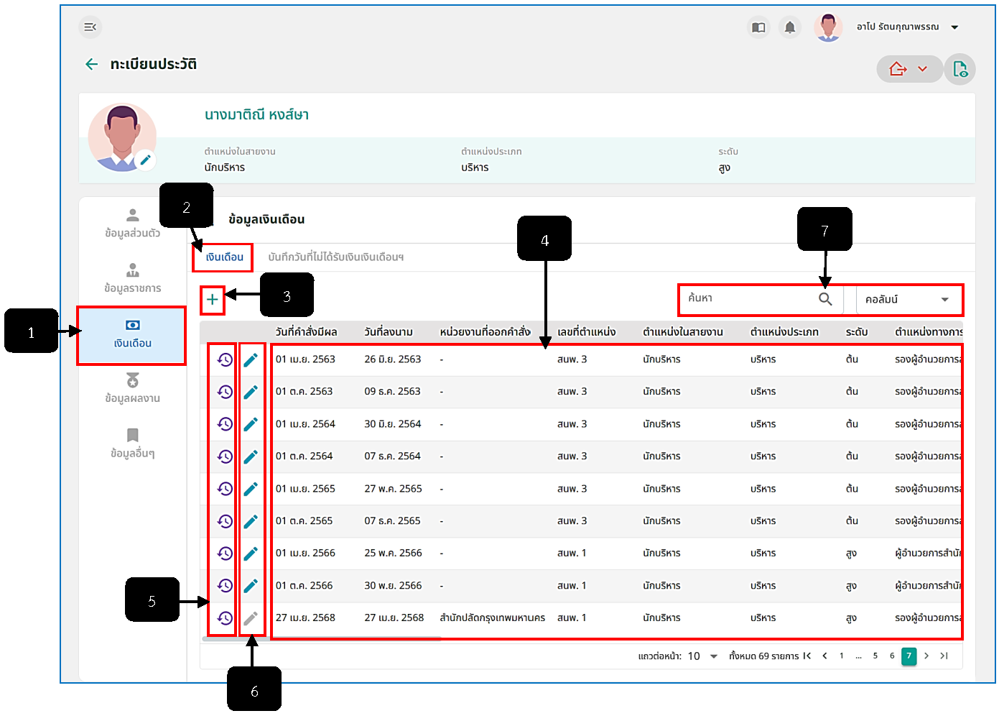 อาโป รัตนกุณาพรรณ
ทะเบียนประวัติ
นางมาติณี หงส์ษา
ตำแหน่งในสายงาน ตำแหน่งประเภท ระดับ
นักบริหาร บริหาร สูง
2
ข้อมูลส่วนตัว
ข้อมูลเงินเดือน
4
7
เงินเดือน บันทึกวันที่ไม่ได้รับเงินเงินเดือนฯ
ข้อมูลราชการ
3
ค้นหา คอลัมน์
1
เงินเดือน
วันที่คำสั่งมีผล วันที่ลงนาม หน่วยงานที่ออกคำสั่ง เลขที่ตำแหน่ง ตำแหน่งในสายงาน ตำแหน่งประเภท ระดับ ตำแหน่งทางการ
01 เม.ย. 2563 26 มิ.ย. 2563 - สนพ. 3 นักบริหาร บริหาร ต้น รองผู้อำนวยการส
01 ต.ค. 2563 09 ธ.ค. 2563 - สนพ. 3 นักบริหาร บริหาร ต้น รองผู้อำนวยการส
ข้อมูลผลงาน
01 เม.ย. 2564 30 มิ.ย. 2564 - สนพ. 3 นักบริหาร บริหาร ต้น รองผู้อำนวยการส
ข้อมูลอื่นๆ
01 ต.ค. 2564 07 ธ.ค. 2564 - สนพ. 3 นักบริหาร บริหาร ต้น รองผู้อำนวยการส
01 เม.ย. 2565 27 พ.ค. 2565 - สนพ. 3 นักบริหาร บริหาร ต้น รองผู้อำนวยการส
01 ต.ค. 2565 07 ธ.ค. 2565 - สนพ. 3 นักบริหาร บริหาร ต้น รองผู้อำนวยการส
01 เม.ย. 2566 25 พ.ค. 2566 - สนพ. 1 นักบริหาร บริหาร สูง ผู้อำนวยการสำนัก
01 ต.ค. 2566 30 พ.ย. 2566 - สนพ. 1 นักบริหาร บริหาร สูง ผู้อำนวยการสำนัก
5
27 เม.ย. 2568 27 เม.ย. 2568 สำนักปลัดกรุงเทพมหานคร สนพ. 1 นักบริหาร บริหาร สูง ผู้อำนวยการสำนัก
แถวต่อหน้า: 10 ทั้งหมด 69 รายการ 1 ... 5 6 7
6